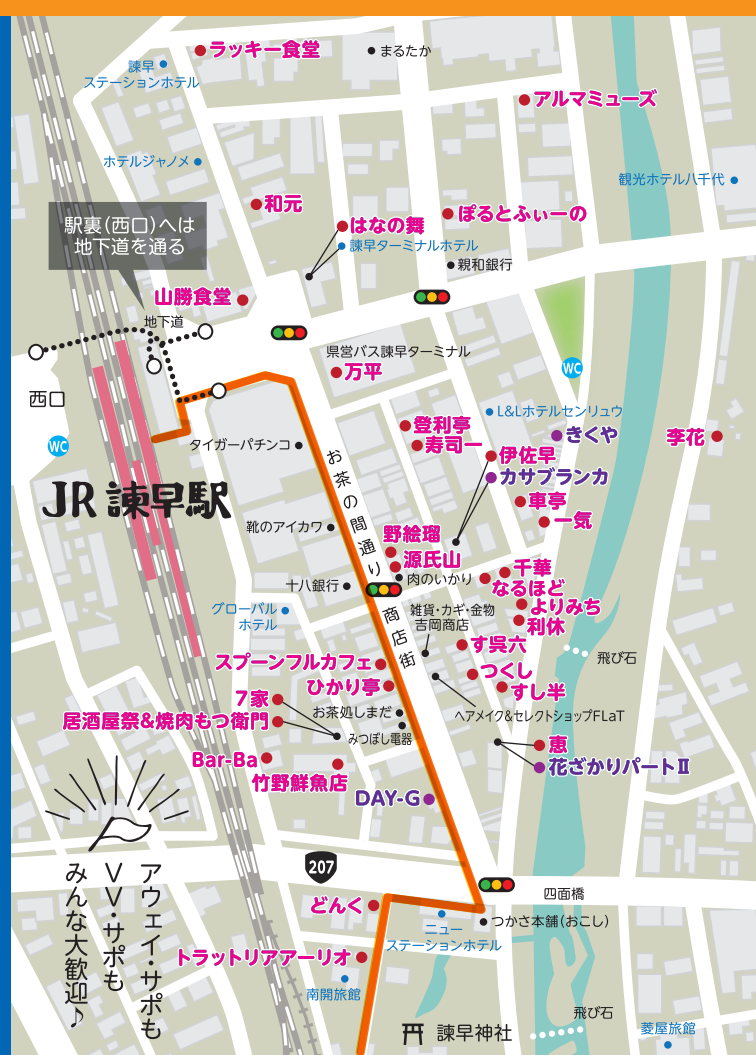 ラッキー食堂
まるたか
諫早
ステーションホテル
アルマミューズ
ホテルジャノメ
観光ホテル八千代
和元
はなの舞
諫早ターミナルホテル
ぽるとふぃーの
親和銀行
駅裏(西口)へは
地下道を通る
山勝食堂
地下道
県営バス諫早ターミナル
万平
WC
西口
WC
L&Lホテルセンリュウ
登利亭
寿司一
きくや
李花
タイガーパチンコ
伊佐早
カサブランカ
お茶の間通り
JR諫早駅
車亭
一気
靴のアイカワ
野絵瑠
源氏山
肉のいかり
千華
なるほど
十八銀行
よりみち
利休
グローバル
ホテル
商店街
雑貨・カギ・金物
吉岡商店
す呉六
飛び石
スプーンフルカフェ
ひかり亭
つくし
すし半
7家
居酒屋祭&焼肉もつ衛門
お茶処しまだ
みつぼし電器
ヘアメイク&セレクトショップFLaT
恵
花ざかりパートⅡ
Bar-Ba
竹野鮮魚店
DAY-G
アウェイ・サポも
VV・サポも
みんな大歓迎♪
207
四面橋
どんく
つかさ本舗(おこし)
ニュー
ステーションホテル
トラットリアアーリオ
南開旅館
飛び石
諫早神社
菱屋旅館